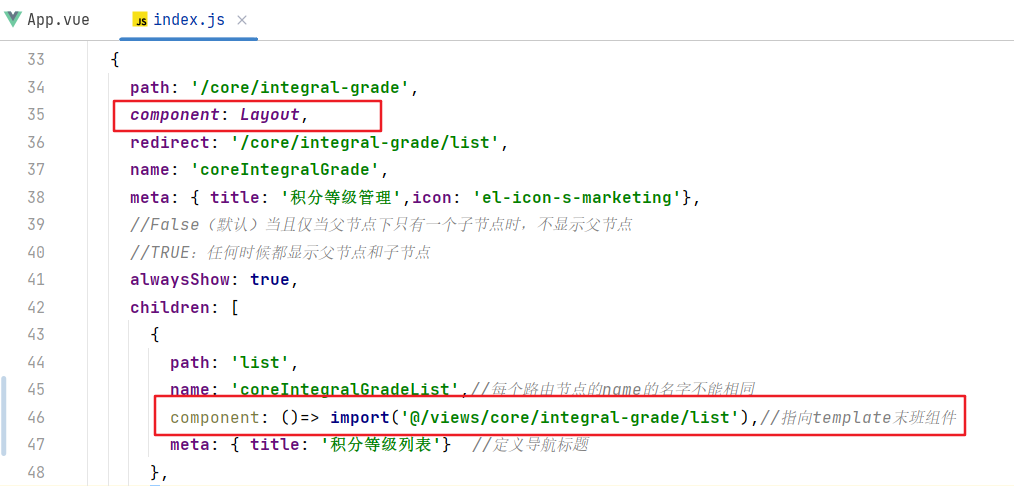 App.vue
JS index.js ×
33 {
34 path: '/core/integral-grade',
35 component: Layout,
36 redirect: '/core/integral-grade/list',
37 name: 'coreIntegralGrade',
38 meta: { title: '积分等级管理',icon: 'el-icon-s-marketing'},
39 //False（默认）当且仅当父节点下只有一个子节点时，不显示父节点
40 //TRUE：任何时候都显示父节点和子节点
41 alwaysShow: true,
42 children: [
43 {
44 path: 'list',
45 name: 'coreIntegralGradeList',//每个路由节点的name的名字不能相同
46 component: ()=> import('@/views/core/integral-grade/list'),//指向template末班组件
47 meta: { title: '积分等级列表'} //定义导航标题
48 },